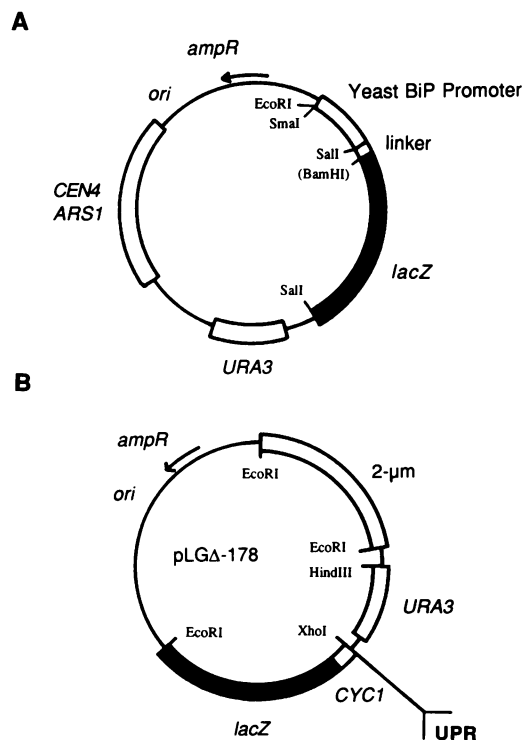 A
ampR
ori
EcoRI
Yeast BiP Promoter
SmaI
SalI
linker
(BamHI)
CEN4
ARS1
lacZ
SalI
URA3
B
ampR
EcoRI
2-μm
ori
pLGΔ-178
EcoRI
HindIII
URA3
EcoRI
XhoI
CYC1
lacZ
UPR